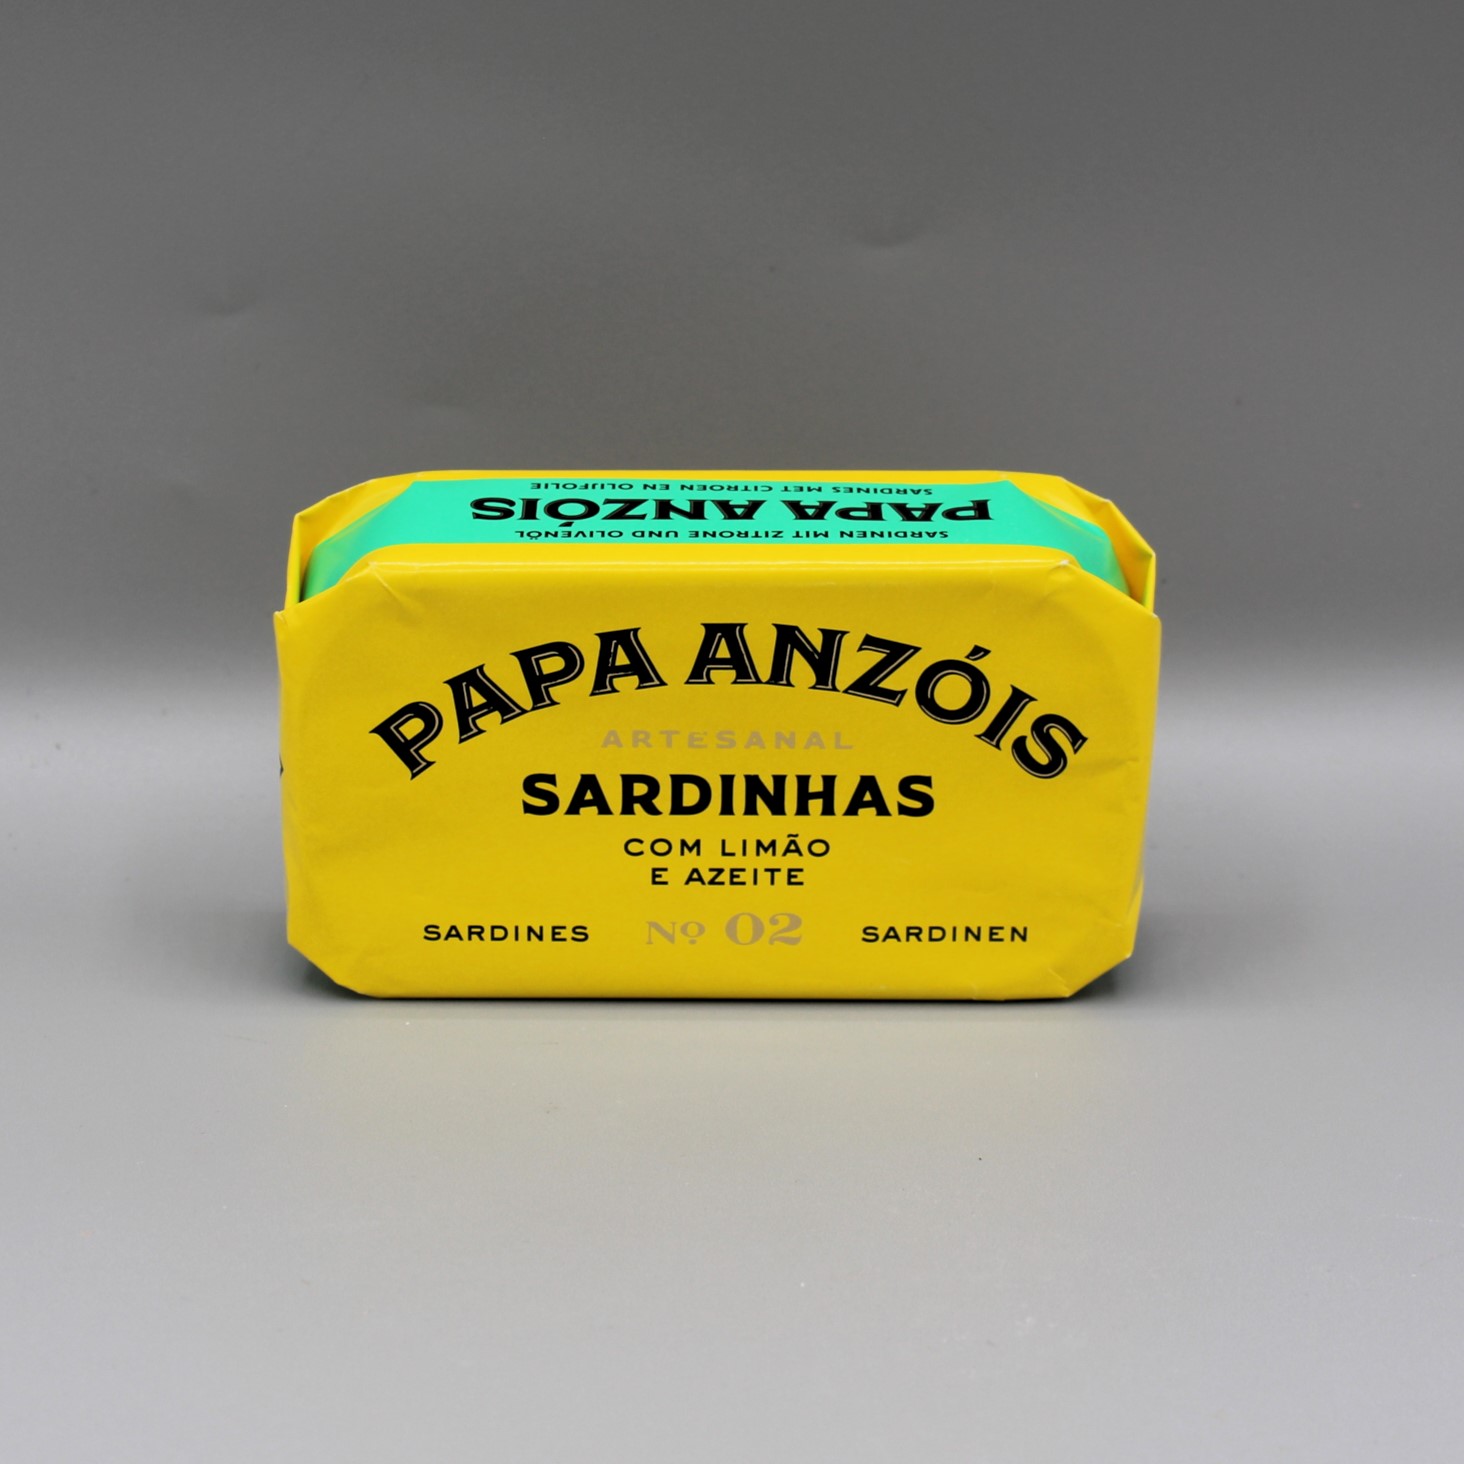 SARDINEN MIT ZITRONE UND OLIVENÖL
PAPA ANZÓIS
SARDINES MET CITROEN EN OLIJFOLIE
PAPA ANZÓIS
ARTESANAL
SARDINHAS
COM LIMÃO
E AZEITE
SARDINES Nº 02 SARDINEN